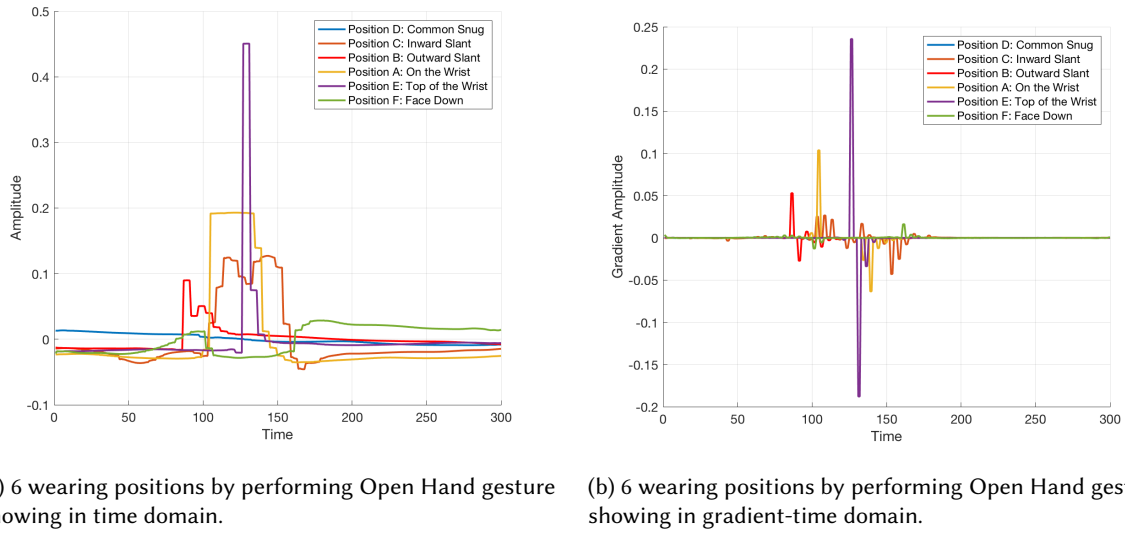 0.5
0.4
0.3
0.2
0.1
0
-0.1
Amplitude
0 50 100 150 200 250 300
Time
Position D: Common Snug
Position C: Inward Slant
Position B: Outward Slant
Position A: On the Wrist
Position E: Top of the Wrist
Position F: Face Down
0.25
0.2
0.15
0.1
0.05
0
-0.05
-0.1
-0.15
-0.2
Gradient Amplitude
0 50 100 150 200 250 300
Time
Position D: Common Snug
Position C: Inward Slant
Position B: Outward Slant
Position A: On the Wrist
Position E: Top of the Wrist
Position F: Face Down
) 6 wearing positions by performing Open Hand gesture
owing in time domain.
(b) 6 wearing positions by performing Open Hand gest
showing in gradient-time domain.